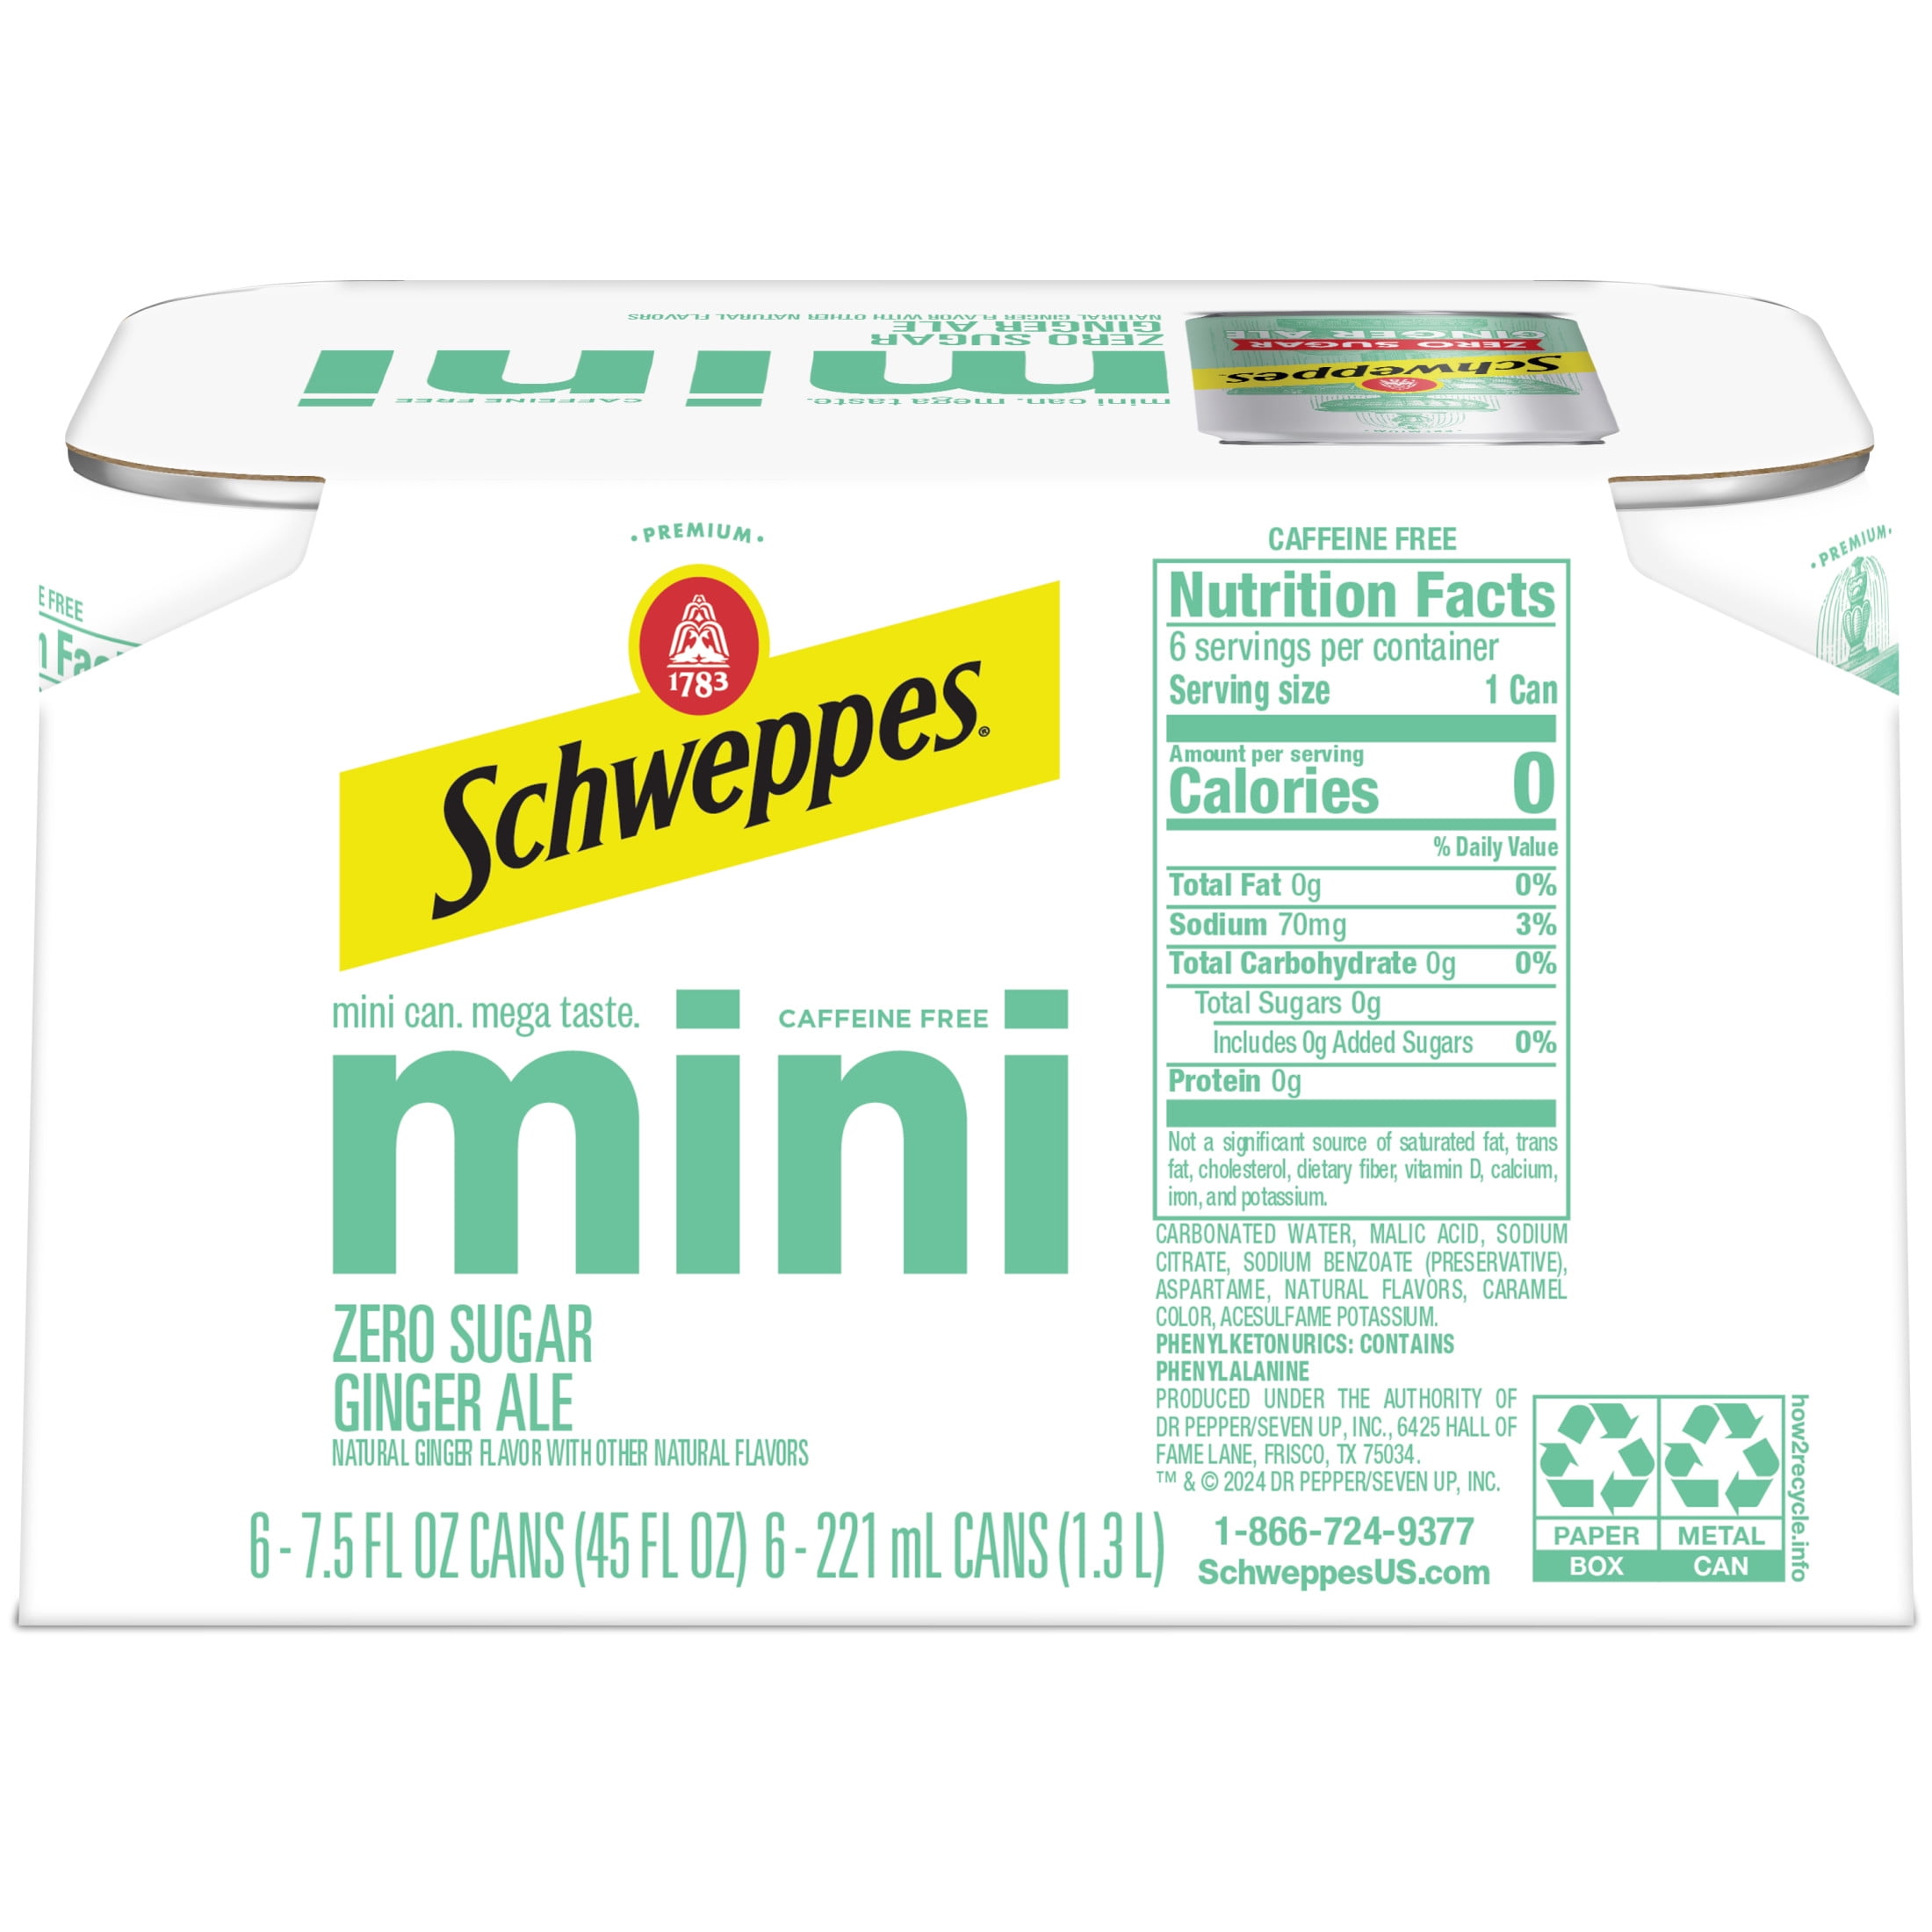 NATURAL GINGER FLAVOR WITH OTHER NATURAL FLAVORS
ZERO SUGAR
GINGER ALE
mini
mini can. mega taste.
CAFFEINE FREE
Schweppes
ZERO SUGAR
GINGER ALE
E FREE
n Fac
• PREMIUM •
1783
Schweppes®
mini can. mega taste.
CAFFEINE FREE
mini
ZERO SUGAR
GINGER ALE
NATURAL GINGER FLAVOR WITH OTHER NATURAL FLAVORS
6 - 7.5 FL OZ CANS (45 FL OZ) 6 - 221 mL CANS (1.3 L)
CAFFEINE FREE
Nutrition Facts
6 servings per container
Serving size 1 Can
Amount per serving
Calories 0
% Daily Value
Total Fat 0g 0%
Sodium 70mg 3%
Total Carbohydrate 0g 0%
Total Sugars 0g
Includes 0g Added Sugars 0%
Protein 0g
Not a significant source of saturated fat, trans
fat, cholesterol, dietary fiber, vitamin D, calcium,
iron, and potassium.
CARBONATED WATER, MALIC ACID, SODIUM
CITRATE, SODIUM BENZOATE (PRESERVATIVE),
ASPARTAME, NATURAL FLAVORS, CARAMEL
COLOR, ACESULFAME POTASSIUM.
PHENYLKETONURICS: CONTAINS
PHENYLALANINE
PRODUCED UNDER THE AUTHORITY OF
DR PEPPER/SEVEN UP, INC., 6425 HALL OF
FAME LANE, FRISCO, TX 75034.
™ & © 2024 DR PEPPER/SEVEN UP, INC.
1-866-724-9377
SchweppesUS.com
PAPER
BOX
METAL
CAN
how2recycle.info
• PREMIUM •